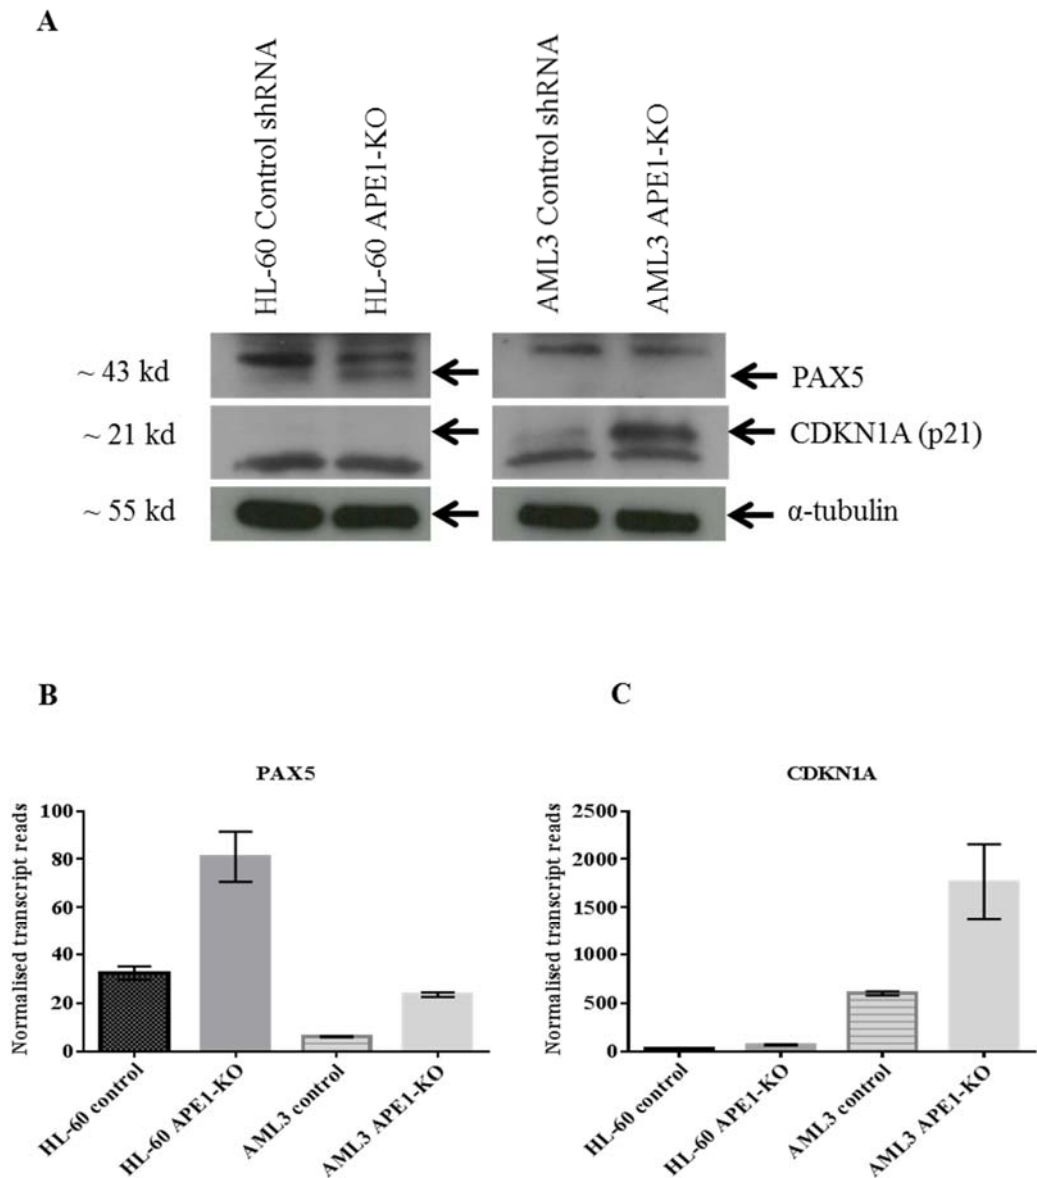 A
HL-60 Control shRNA
HL-60 APE1-KO
AML3 Control shRNA
AML3 APE1-KO
~ 43 kd
PAX5
~ 21 kd
CDKN1A (p21)
~ 55 kd
α-tubulin
B
PAX5
Normalised transcript reads
100
80
60
40
20
0
HL-60 control
HL-60 APE1-KO
AML3 control
AML3 APE1-KO
C
CDKN1A
Normalised transcript reads
2500
2000
1500
1000
500
0
HL-60 control
HL-60 APE1-KO
AML3 control
AML3 APE1-KO